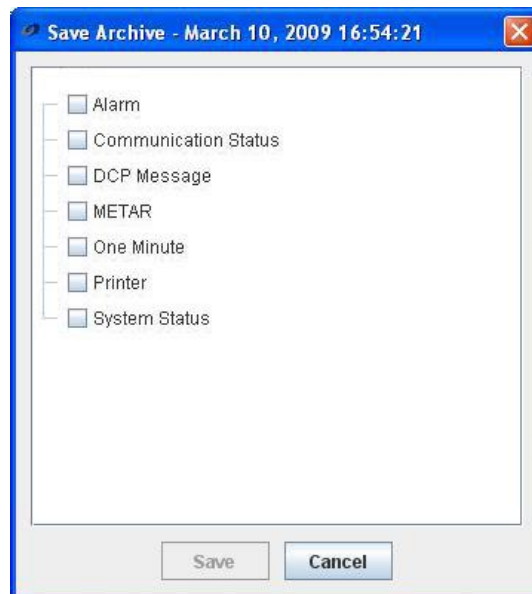 Save Archive - March 10, 2009 16:54:21
Alarm
Communication Status
DCP Message
METAR
One Minute
Printer
System Status
Save
Cancel